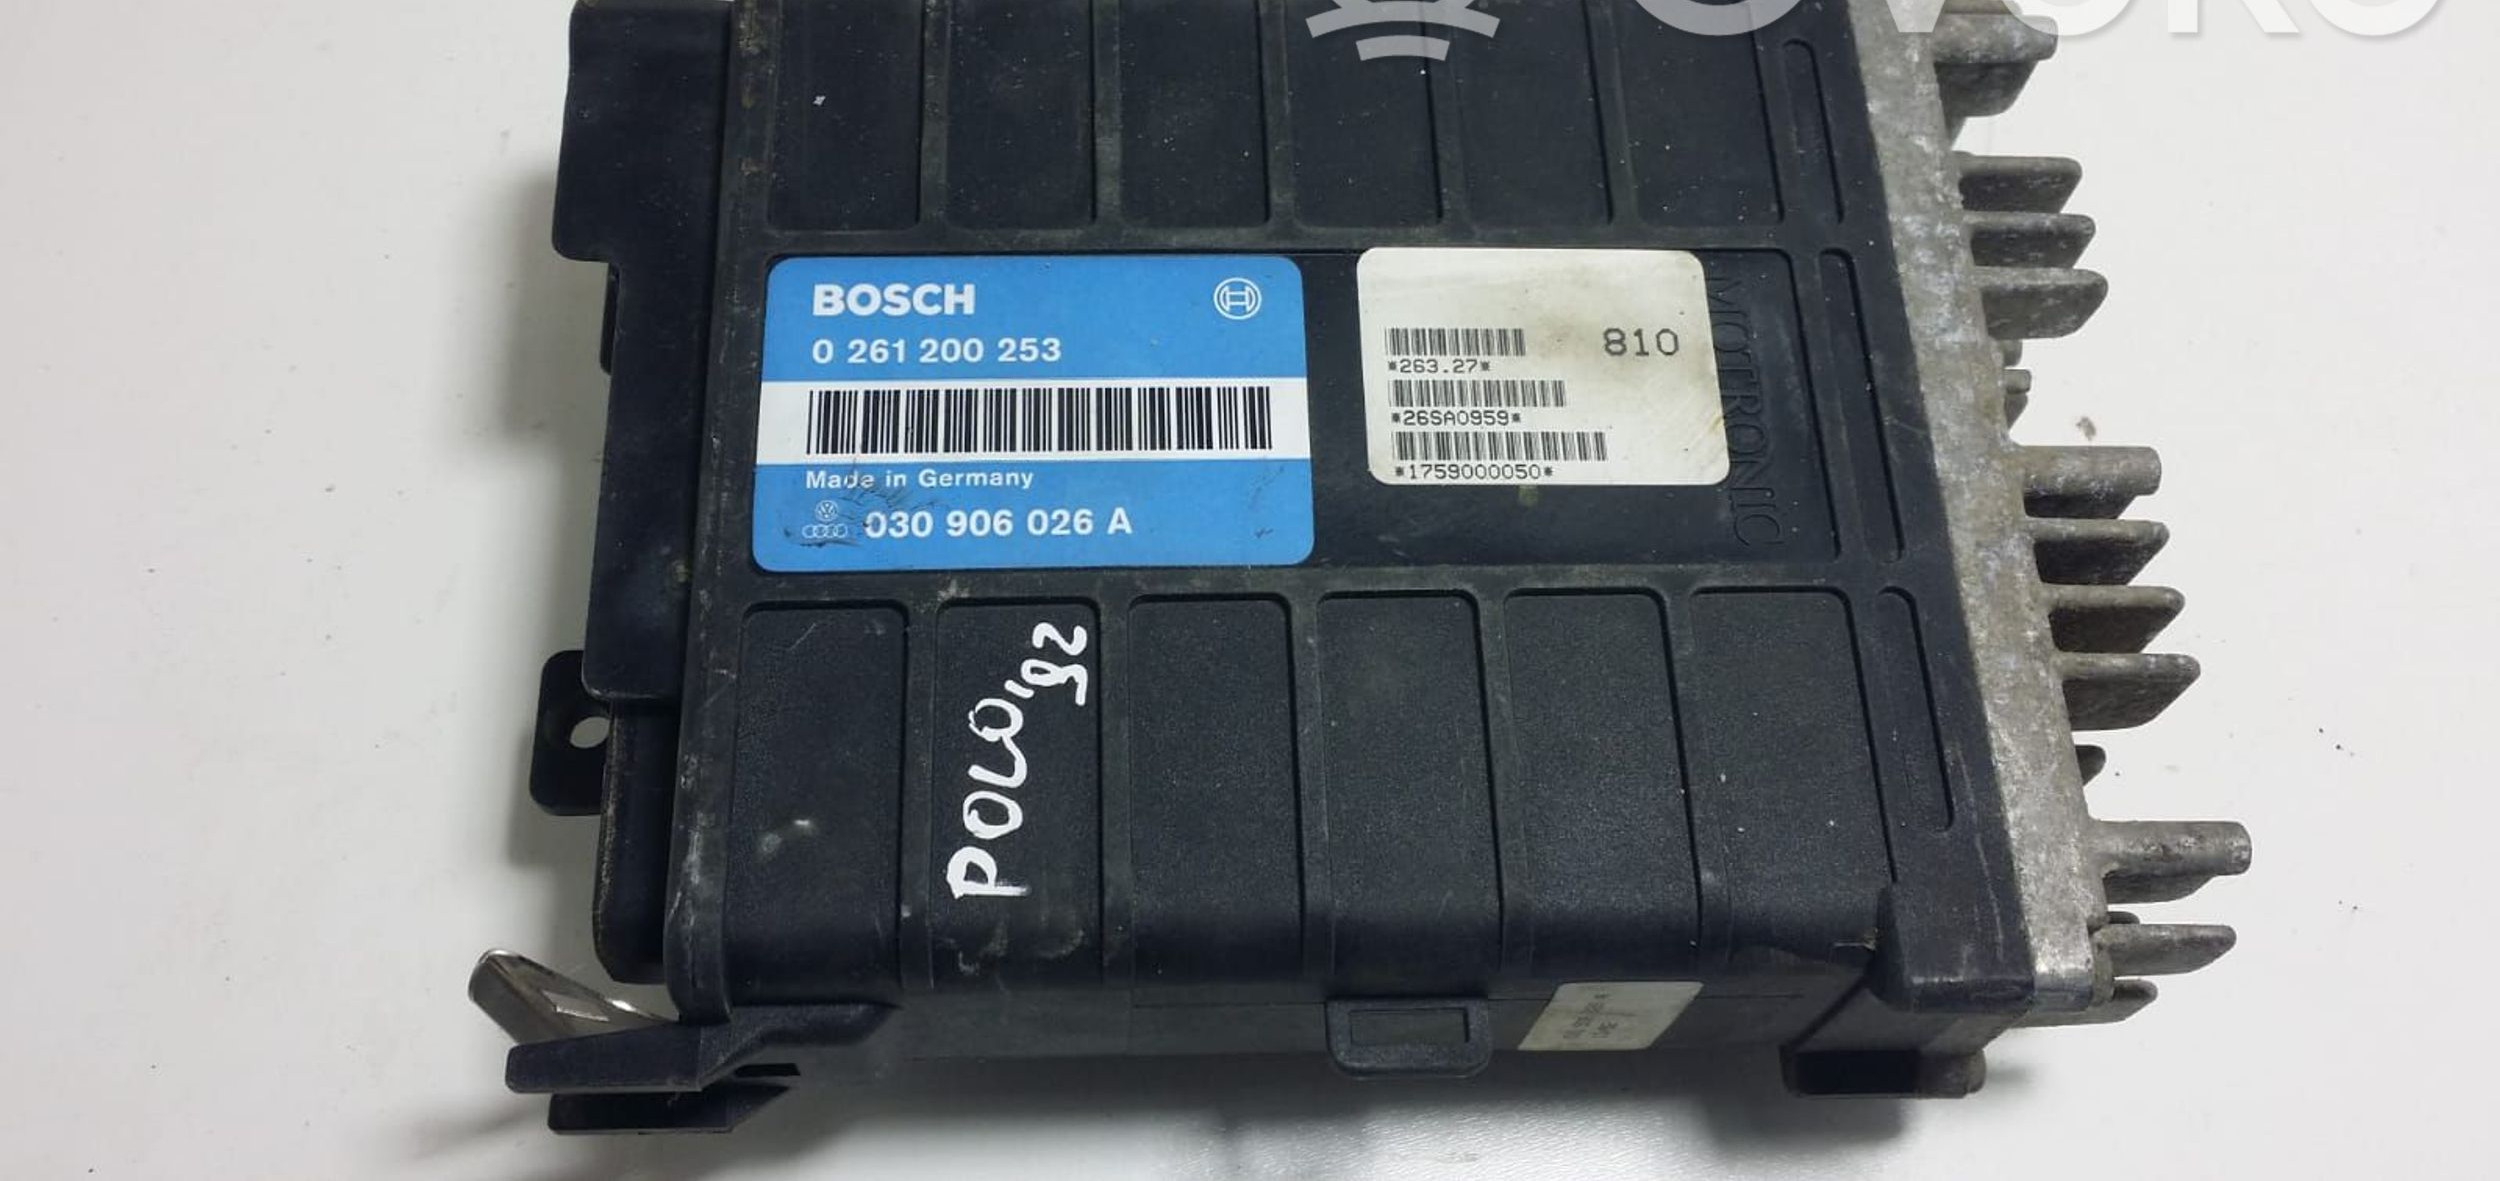 BOSCH
0 261 200 253
Made in Germany
030 906 026 A
810
*263.27*
*26SA0959*
*1759000050*
MOTRONIC
POLO'92